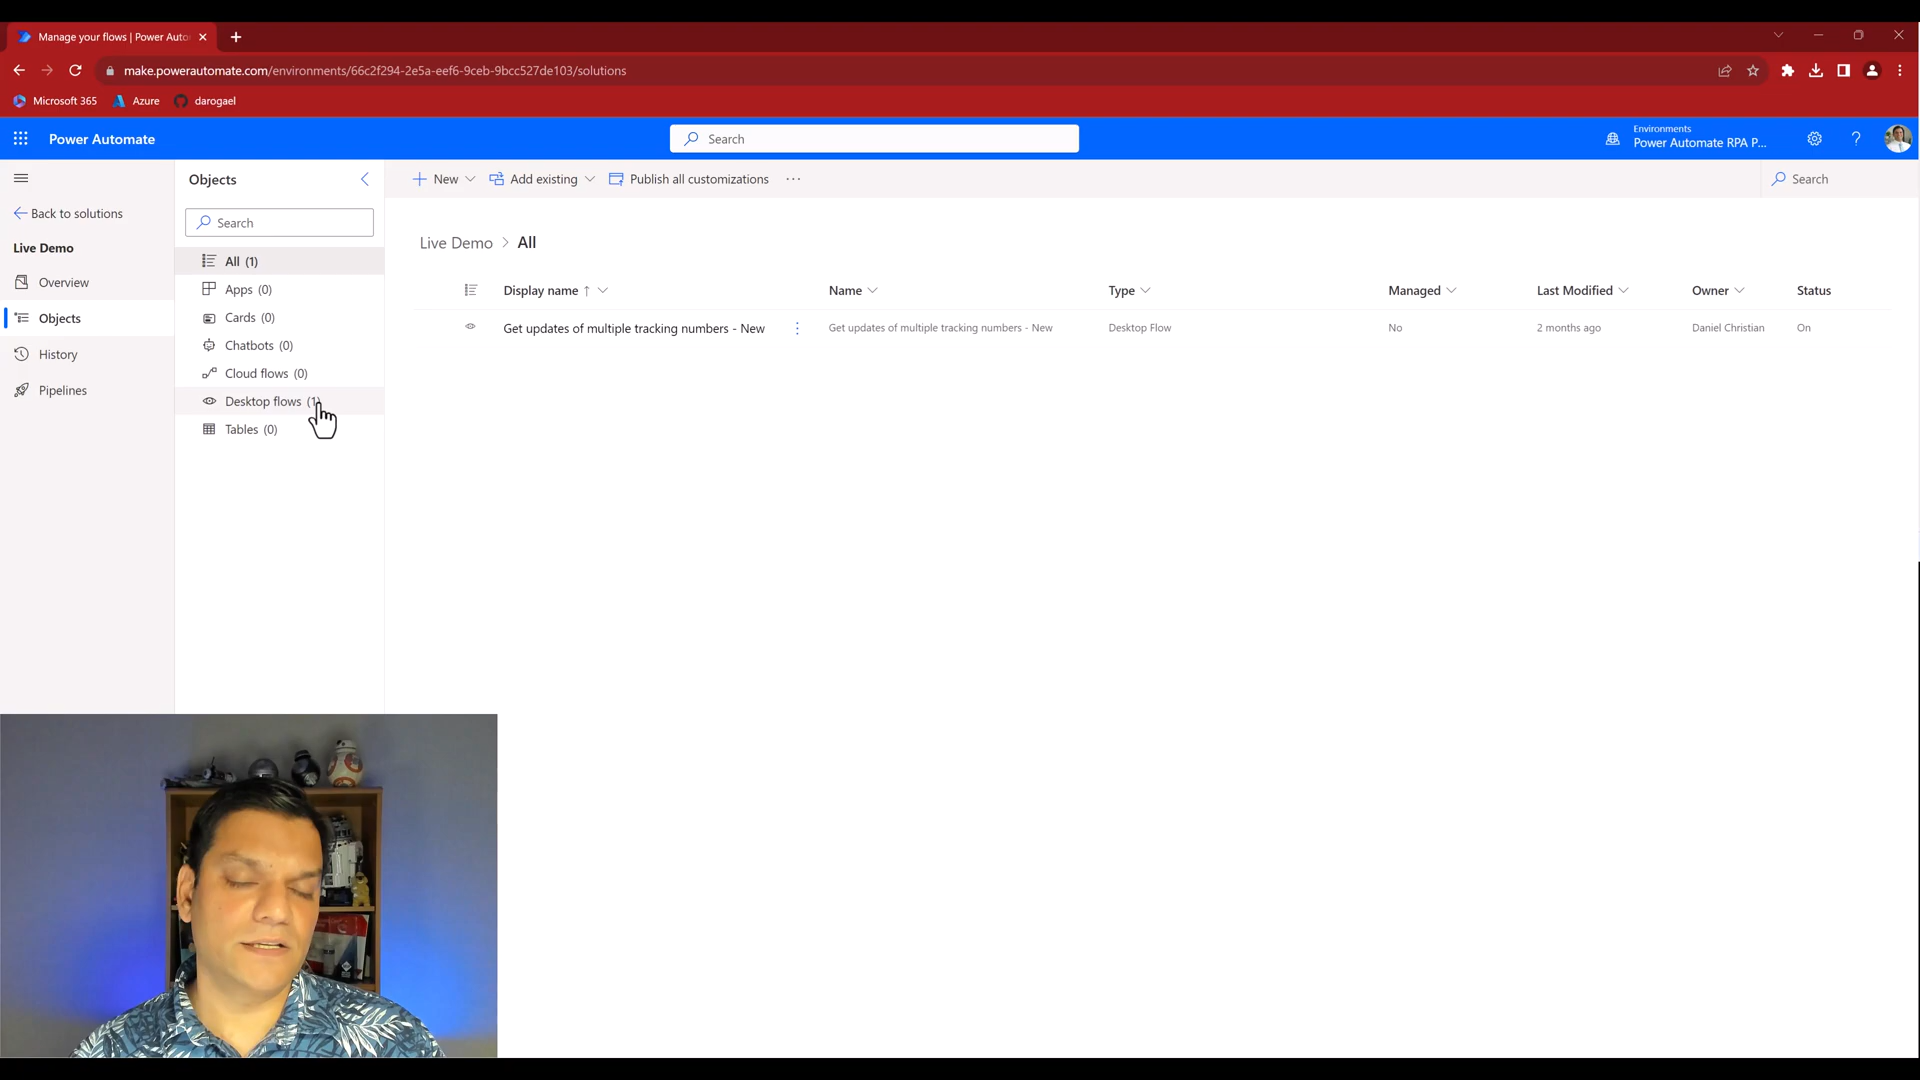 Manage your flows | Power Auto
make.powerautomate.com/environments/66c2f294-2e5a-eef6-9ceb-9bcc527de103/solutions
Microsoft 365 Azure darogael
Power Automate Search Environments Power Automate RPA P...
Objects New Add existing Publish all customizations ... Search
Back to solutions
Search
Live Demo
Live Demo > All
All (1)
Overview
Apps (0)
Display name ↑ Name Type Managed Last Modified Owner Status
Objects
Cards (0)
Get updates of multiple tracking numbers - New Get updates of multiple tracking numbers - New Desktop Flow No 2 months ago Daniel Christian On
Chatbots (0)
History
Cloud flows (0)
Pipelines
Desktop flows (1)
Tables (0)